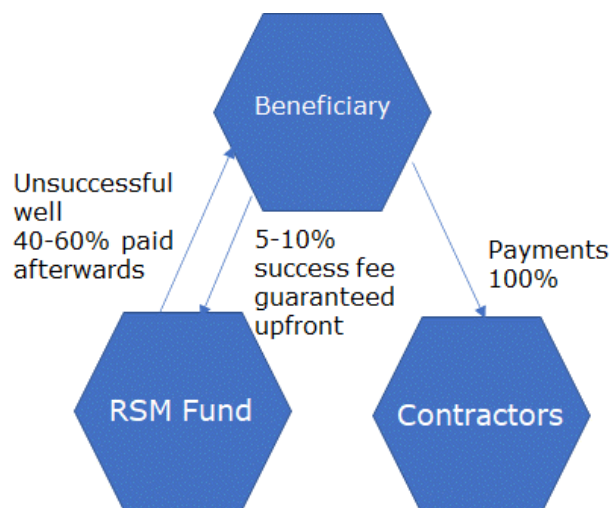 Beneficiary
Unsuccessful
well
40-60% paid
afterwards
5-10%
success fee
guaranteed
upfront
Payments
100%
RSM Fund
Contractors